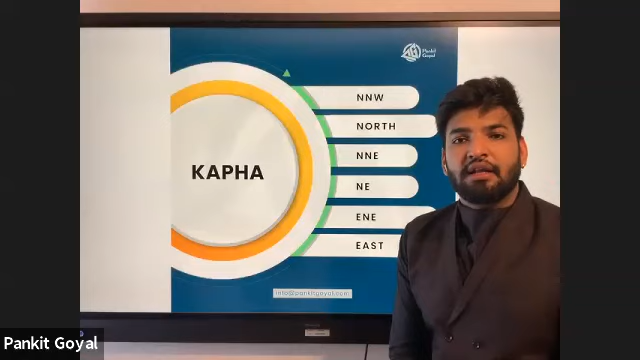 Pankit
Goyal
KAPHA
NNW
NORTH
NNE
NE
ENE
EAST
info@pankitgoyal.com
Pankit Goyal